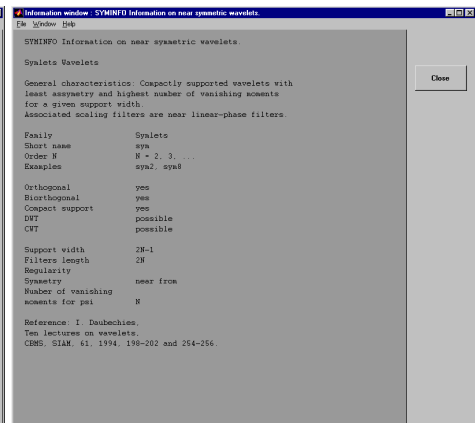 Information window : SYMINFO Information on near symmetric wavelets.
File Window Help
SYMINFO Information on near symmetric wavelets.
Symlets Wavelets
General characteristics: Compactly supported wavelets with
least assymetry and highest number of vanishing moments
for a given support width.
Associated scaling filters are near linear-phase filters.
Family Symlets
Short name sym
Order N N = 2, 3, ...
Examples sym2, sym8
Orthogonal yes
Biorthogonal yes
Compact support yes
DWT possible
CWT possible
Support width 2N-1
Filters length 2N
Regularity
Symmetry near from
Number of vanishing
moments for psi N
Reference: I. Daubechies,
Ten lectures on wavelets,
CBMS, SIAM, 61, 1994, 198-202 and 254-256.
Close